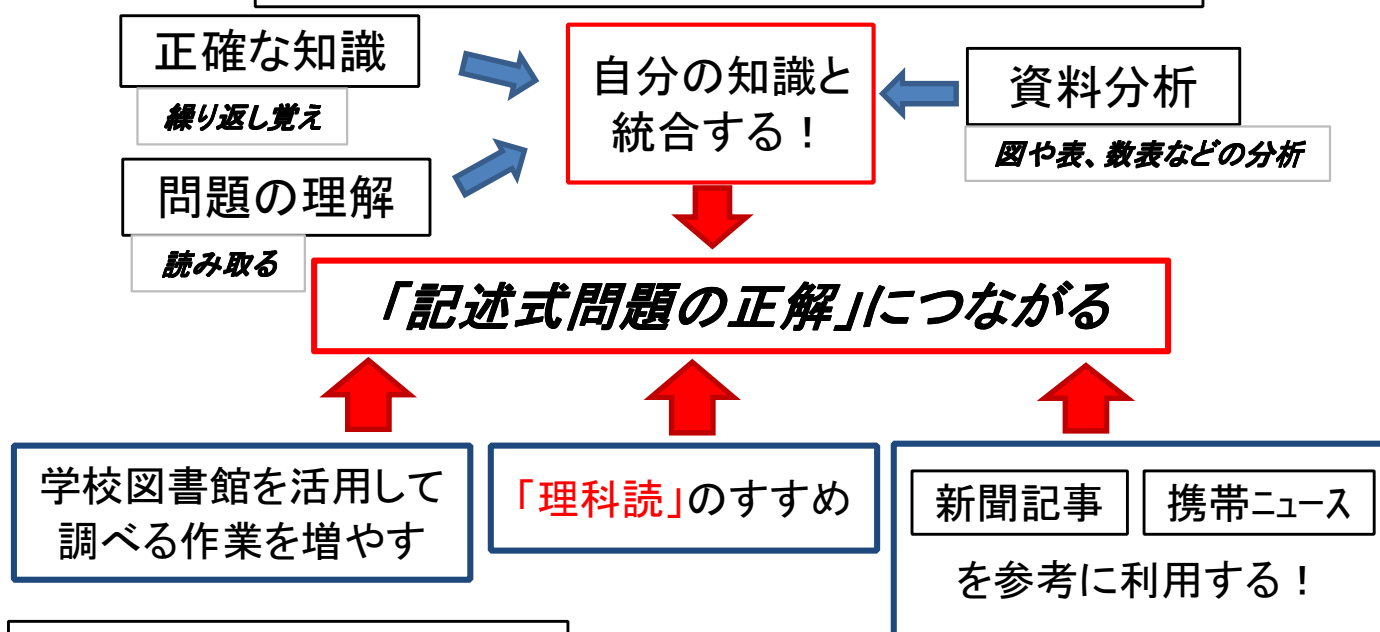 正確な知識
繰り返し覚え
問題の理解
読み取る
自分の知識と
統合する！
資料分析
図や表、数表などの分析
「記述式問題の正解」につながる
学校図書館を活用して
調べる作業を増やす
「理科読」のすすめ
新聞記事
携帯ニュース
を参考に利用する！